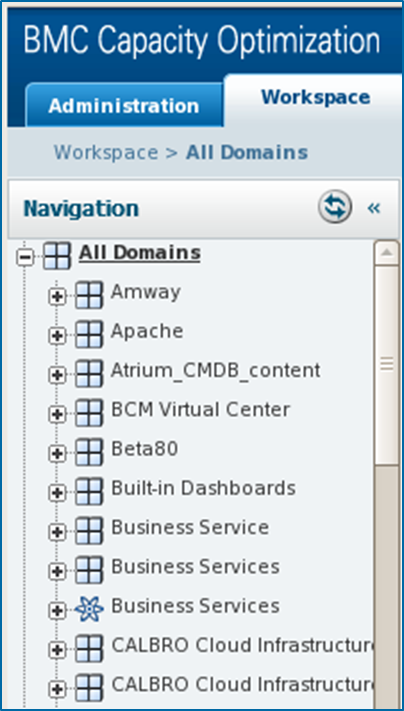 BMC Capacity Optimization
Administration
Workspace
Workspace > All Domains
Navigation
«
All Domains
Amway
Apache
Atrium_CMDB_content
BCM Virtual Center
Beta80
Built-in Dashboards
Business Service
Business Services
Business Services
CALBRO Cloud Infrastructure
CALBRO Cloud Infrastructure